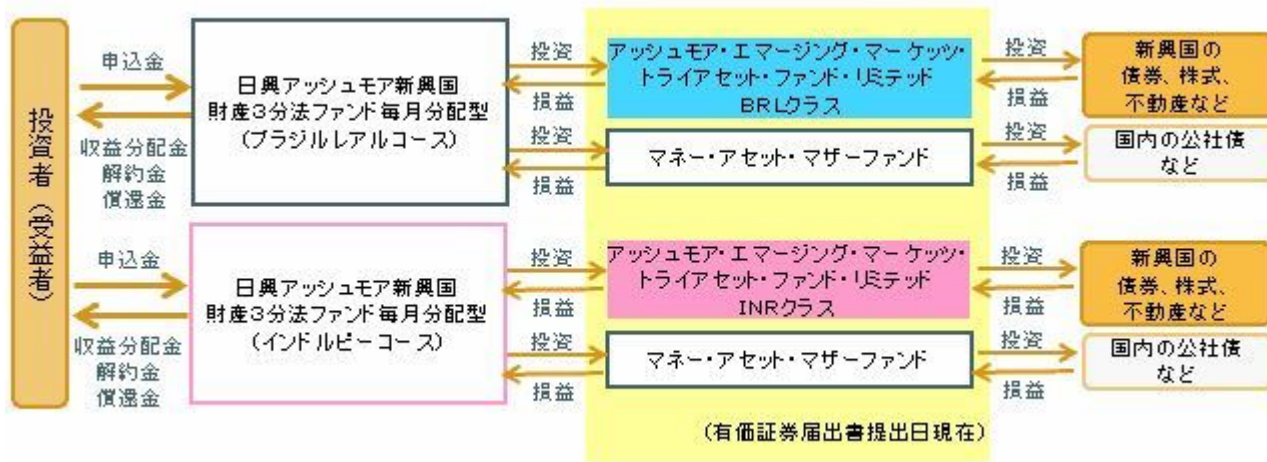 投資者（受益者）
申込金
収益分配金
解約金
償還金
日興アッシュモア新興国
財産３分法ファンド毎月分配型
（ブラジルレアルコース）
投資
損益
投資
損益
アッシュモア・エマージング・マーケッツ・
トライアセット・ファンド・リミテッド
BRLクラス
マネー・アセット・マザーファンド
投資
損益
投資
損益
新興国の
債券、株式、
不動産など
国内の公社債
など
申込金
収益分配金
解約金
償還金
日興アッシュモア新興国
財産３分法ファンド毎月分配型
（インドルピーコース）
投資
損益
投資
損益
アッシュモア・エマージング・マーケッツ・
トライアセット・ファンド・リミテッド
INRクラス
マネー・アセット・マザーファンド
投資
損益
投資
損益
新興国の
債券、株式、
不動産など
国内の公社債
など
（有価証券届出書提出日現在）